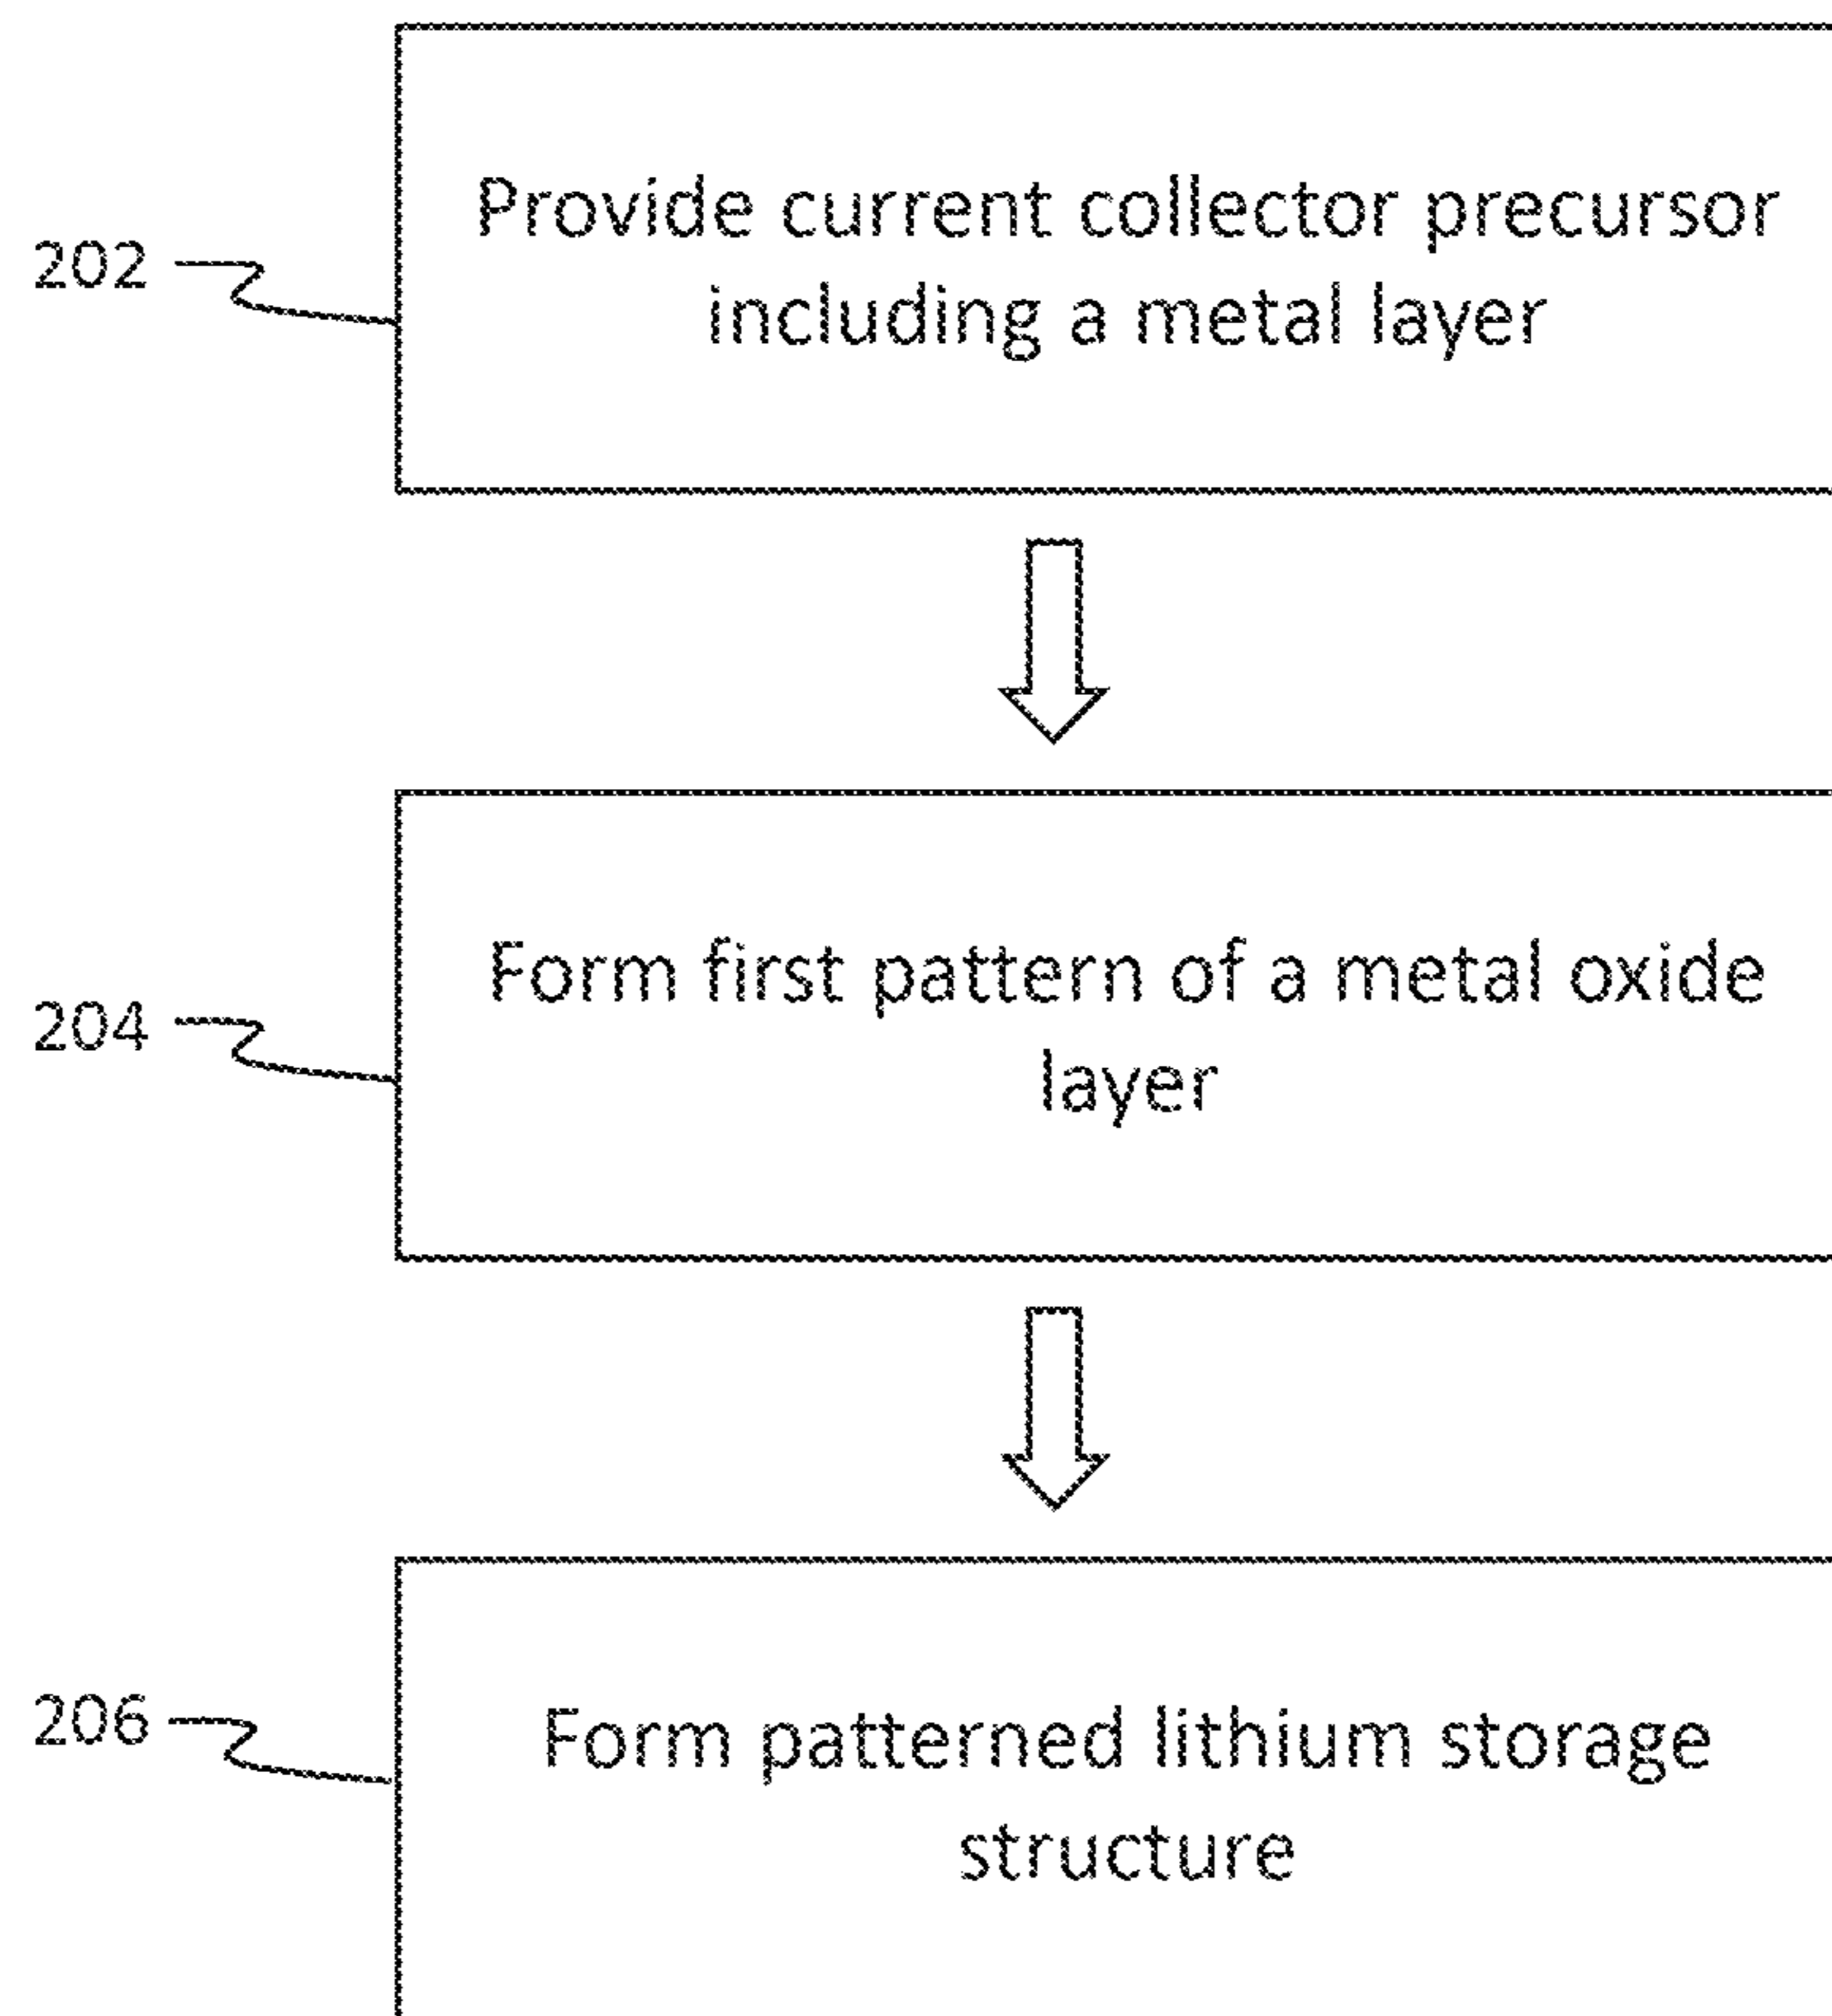 202
Provide current collector precursor
including a metal layer
204
Form first pattern of a metal oxide
layer
206
Form patterned lithium storage
structure